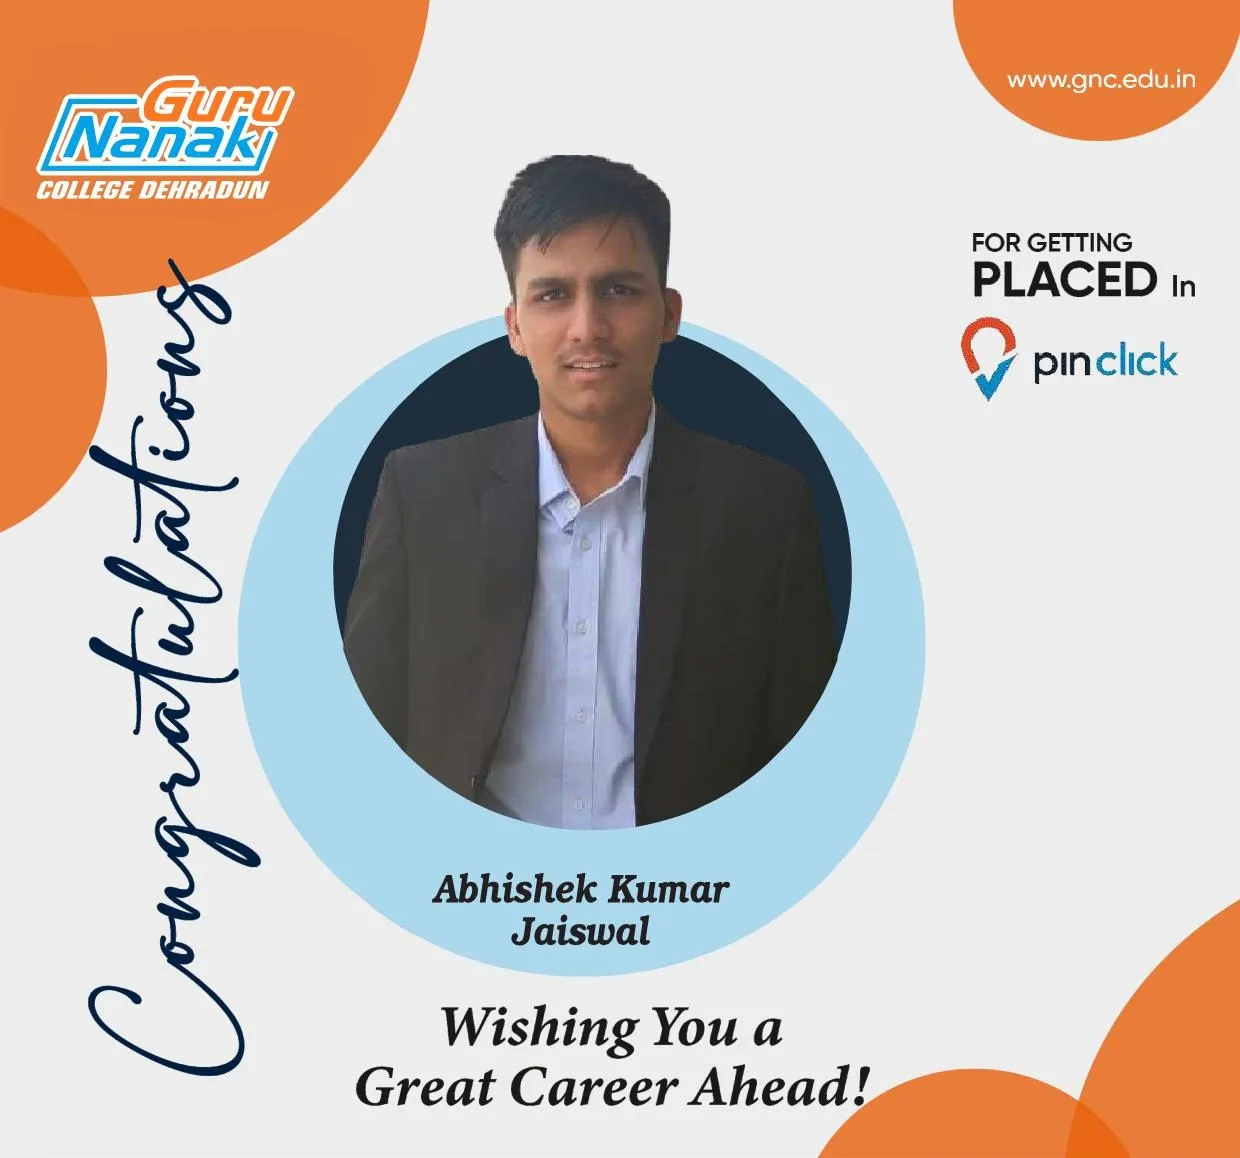 Guru
Nanak
COLLEGE DEHRADUN
www.gnc.edu.in
Congratulations
FOR GETTING
PLACED In
pinclick
Abhishek Kumar
Jaiswal
Wishing You a
Great Career Ahead!